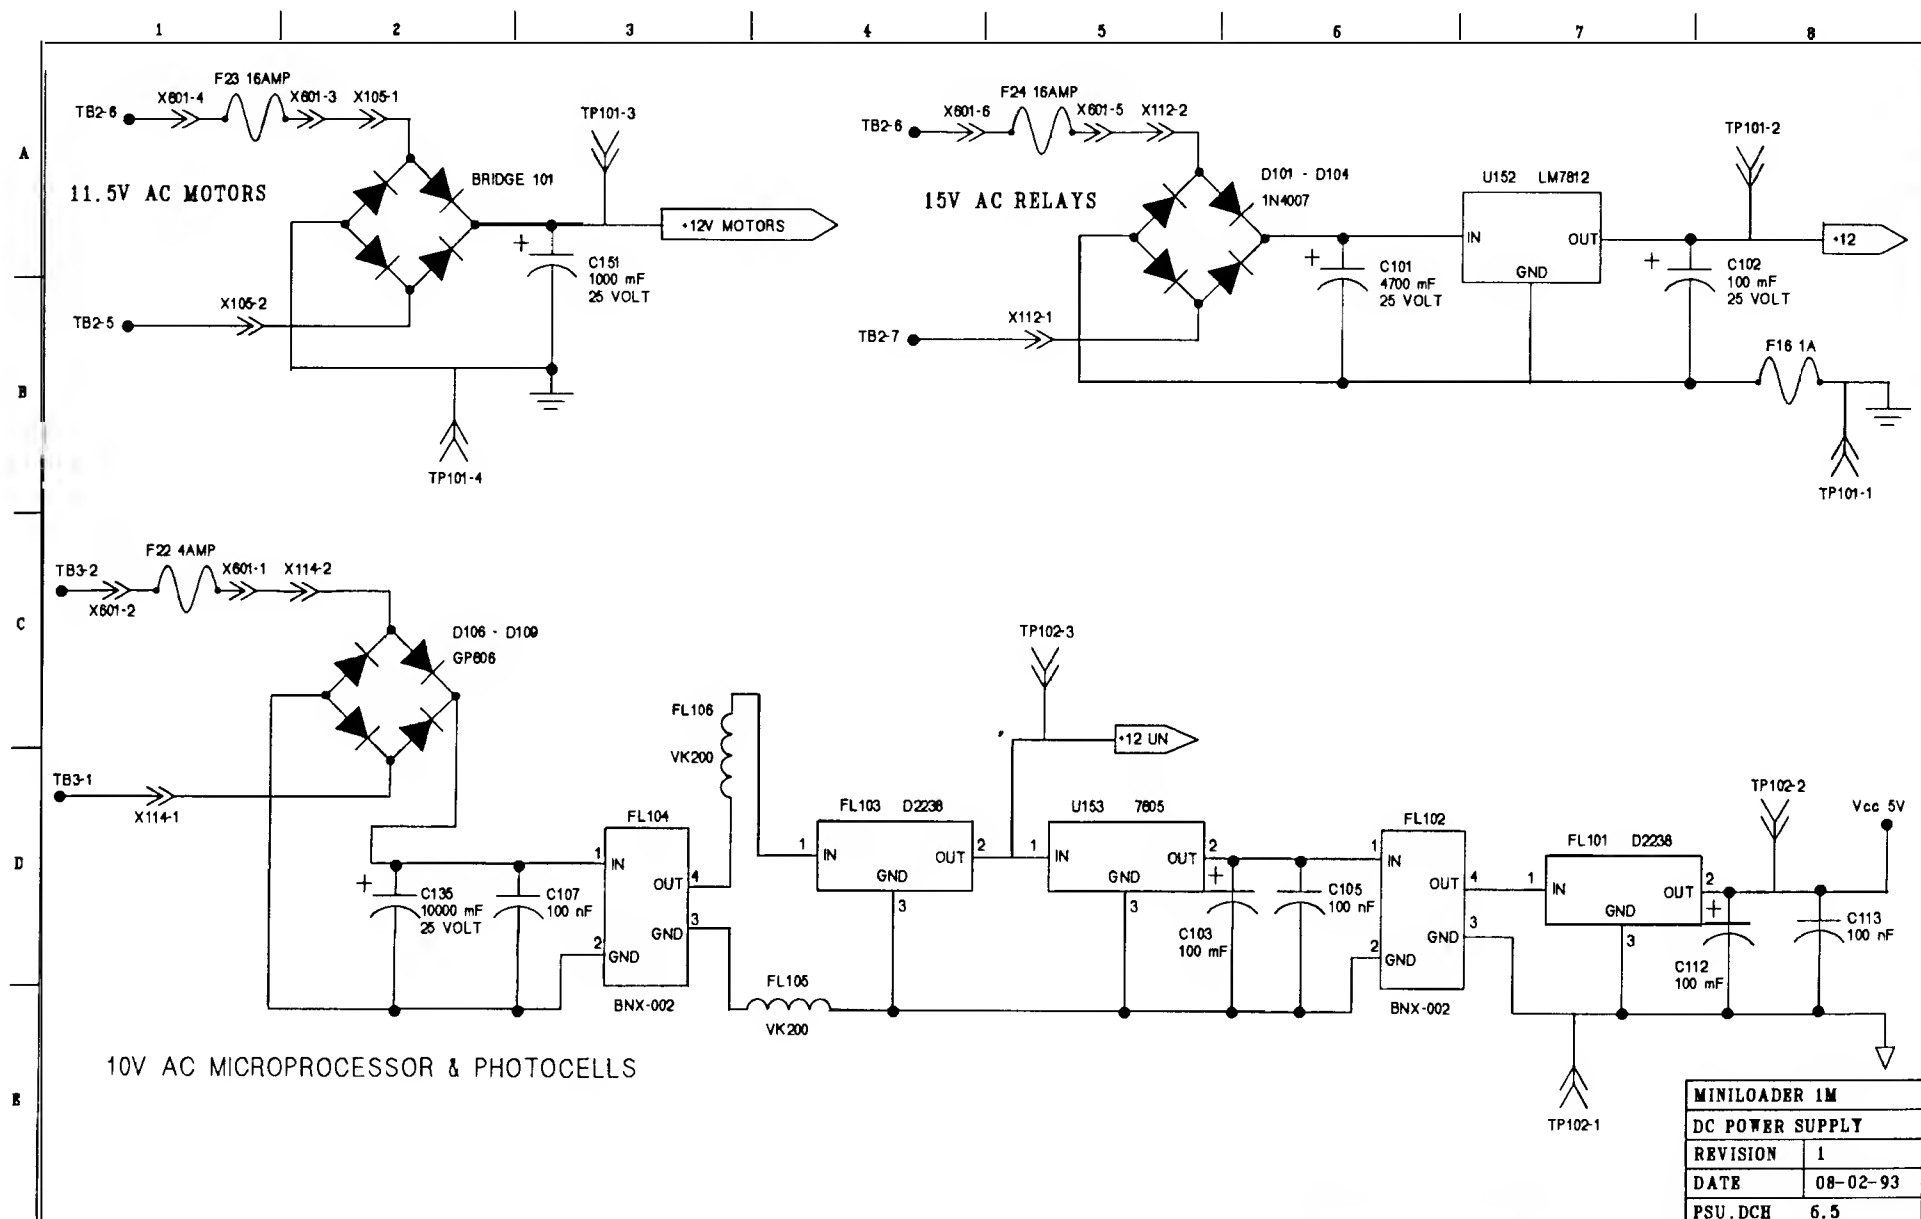 1 2 3 4 5 6 7 8
A
B
C
D
E
F23 16AMP
TB2-6
X601-4
X601-3
X105-1
TP101-3
11.5V AC MOTORS
BRIDGE 101
+12V MOTORS
+
C151
1000 mF
25 VOLT
TB2-5
X105-2
TP101-4
F24 16AMP
TB2-6
X601-6
X601-5
X112-2
TP101-2
15V AC RELAYS
D101 - D104
1N4007
U152 LM7812
IN
OUT
GND
+12
+
C101
4700 mF
25 VOLT
+
C102
100 mF
25 VOLT
TB2-7
X112-1
F16 1A
TP101-1
F22 4AMP
TB3-2
X601-2
X601-1
X114-2
D106 - D109
GP806
TB3-1
X114-1
TP102-3
+12 UN
FL106
VK200
FL104
1
IN
OUT
4
3
GND
2
GND
BNX-002
+
C135
10000 mF
25 VOLT
C107
100 nF
FL105
VK200
FL103 D2238
1
IN
OUT
2
GND
3
U153 7805
1
IN
OUT
2
GND
3
+
C103
100 mF
C105
100 nF
FL102
1
IN
OUT
4
3
GND
2
GND
BNX-002
FL101 D2238
1
IN
OUT
2
GND
3
TP102-2
Vcc 5V
+
C112
100 mF
C113
100 nF
TP102-1
10V AC MICROPROCESSOR & PHOTOCELLS
MINILOADER 1M
DC POWER SUPPLY
REVISION 1
DATE 08-02-93
PSU.DCH 6.5